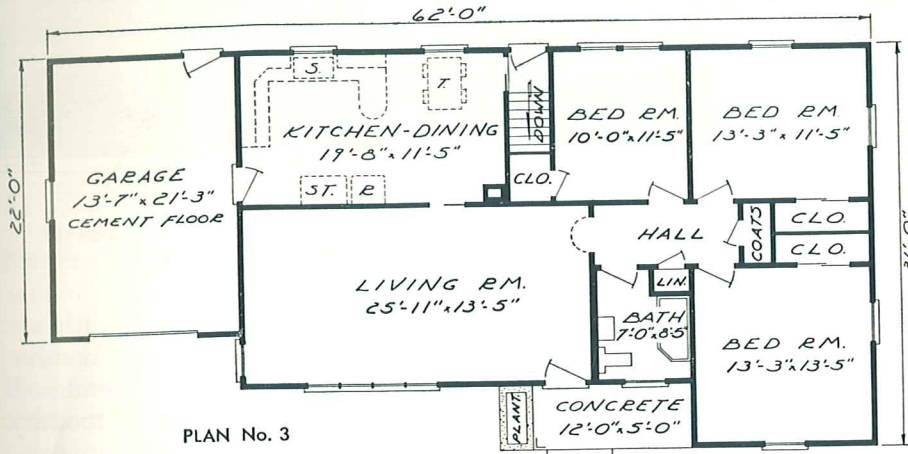 62'-0"
22'-0"
GARAGE
13'-7" x 21'-3"
CEMENT FLOOR
S.
T.
KITCHEN-DINING
19'-8" x 11'-5"
ST.
R.
DOWN
CLO.
BED RM.
10'-0" x 11'-5"
BED RM.
13'-3" x 11'-5"
CLO.
CLO.
COATS
HALL
LIN.
LIVING RM.
25'-11" x 13'-5"
BATH
7'-0" x 8'-5"
BED RM.
13'-3" x 13'-5"
PLANT.
CONCRETE
12'-0" x 5'-0"
PLAN No. 3